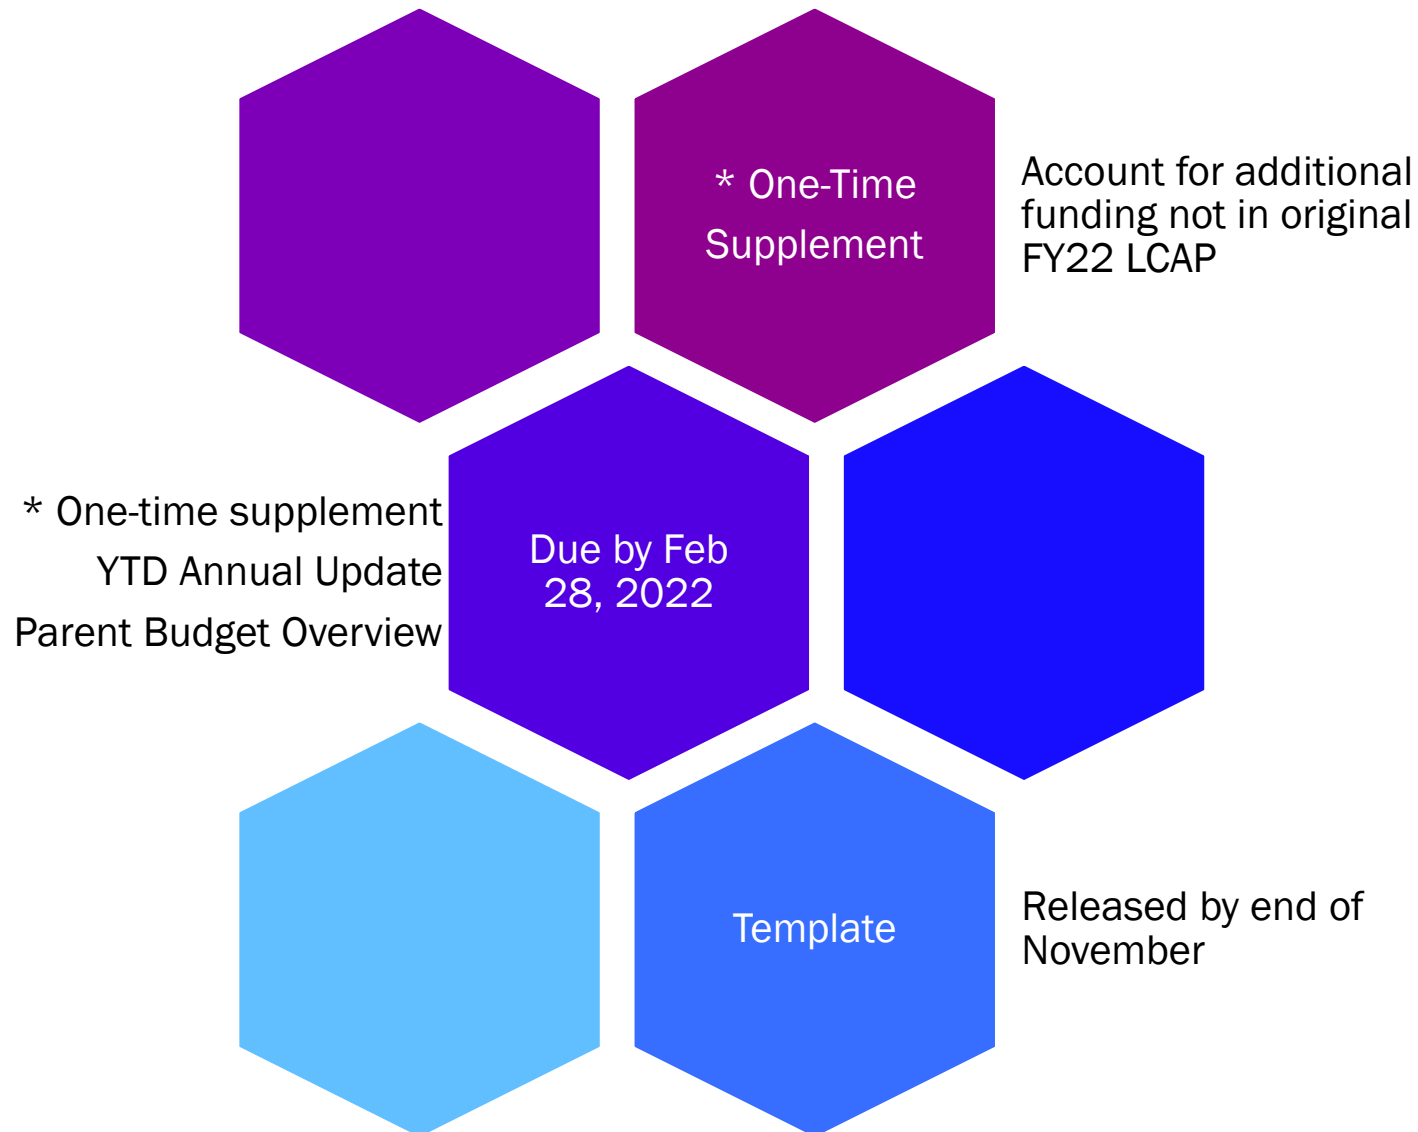 * One-Time
Supplement
Account for additional
funding not in original
FY22 LCAP
* One-time supplement
YTD Annual Update
Parent Budget Overview
Due by Feb
28, 2022
Template
Released by end of
November